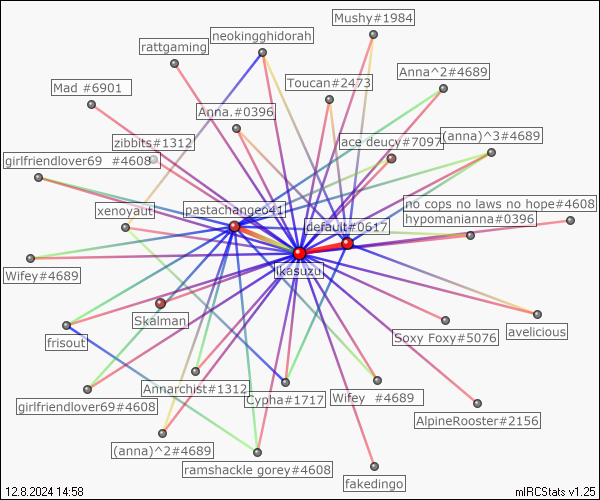 Mushy#1984
neokingghidorah
rattgaming
Anna^2#4689
Toucan#2473
Mad #6901
Anna.#0396
(anna)^3#4689
ace deucy#7097
zibbits#1312
girlfriendlover69 #4608
no cops no laws no hope#4608
xenoyaut
pastachange041
hypomanianna#0396
default#0617
ikasuzu
Wifey#4689
Skalman
avelicious
frisout
Soxy Foxy#5076
Annarchist#1312
Cypha#1717
Wifey #4689
girlfriendlover69#4608
AlpineRooster#2156
(anna)^2#4689
ramshackle gorey#4608
fakedingo
12.8.2024 14:58
mIRCStats v1.25